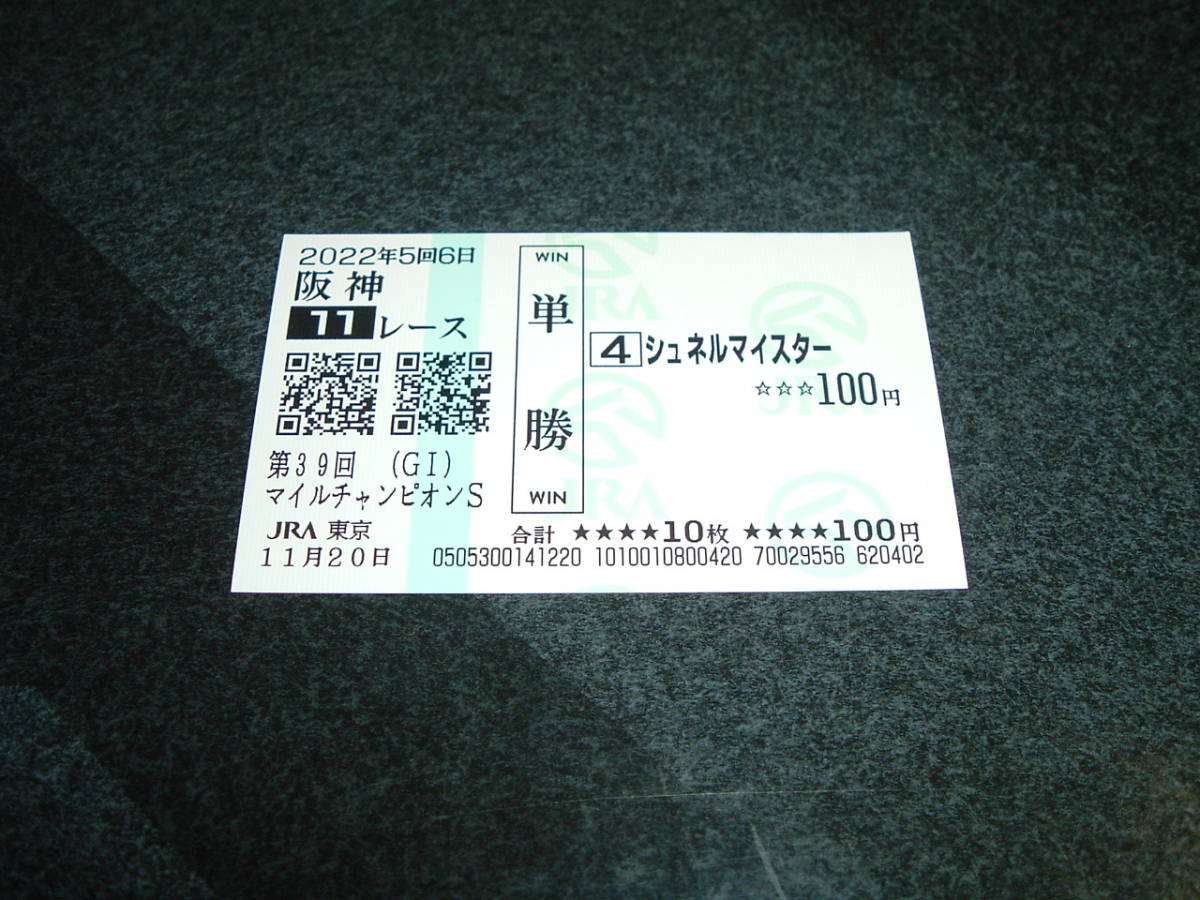 2022年5回6日
阪神
11レース
第39回 (GI)
マイルチャンピオンS
JRA 東京
11月20日
WIN
単勝
WIN
4 シュネルマイスター
☆☆☆100円
合計 ★★★★10枚 ★★★★100円
0505300141220 1010010800420 70029556 620402
JRA
JRA
JRA